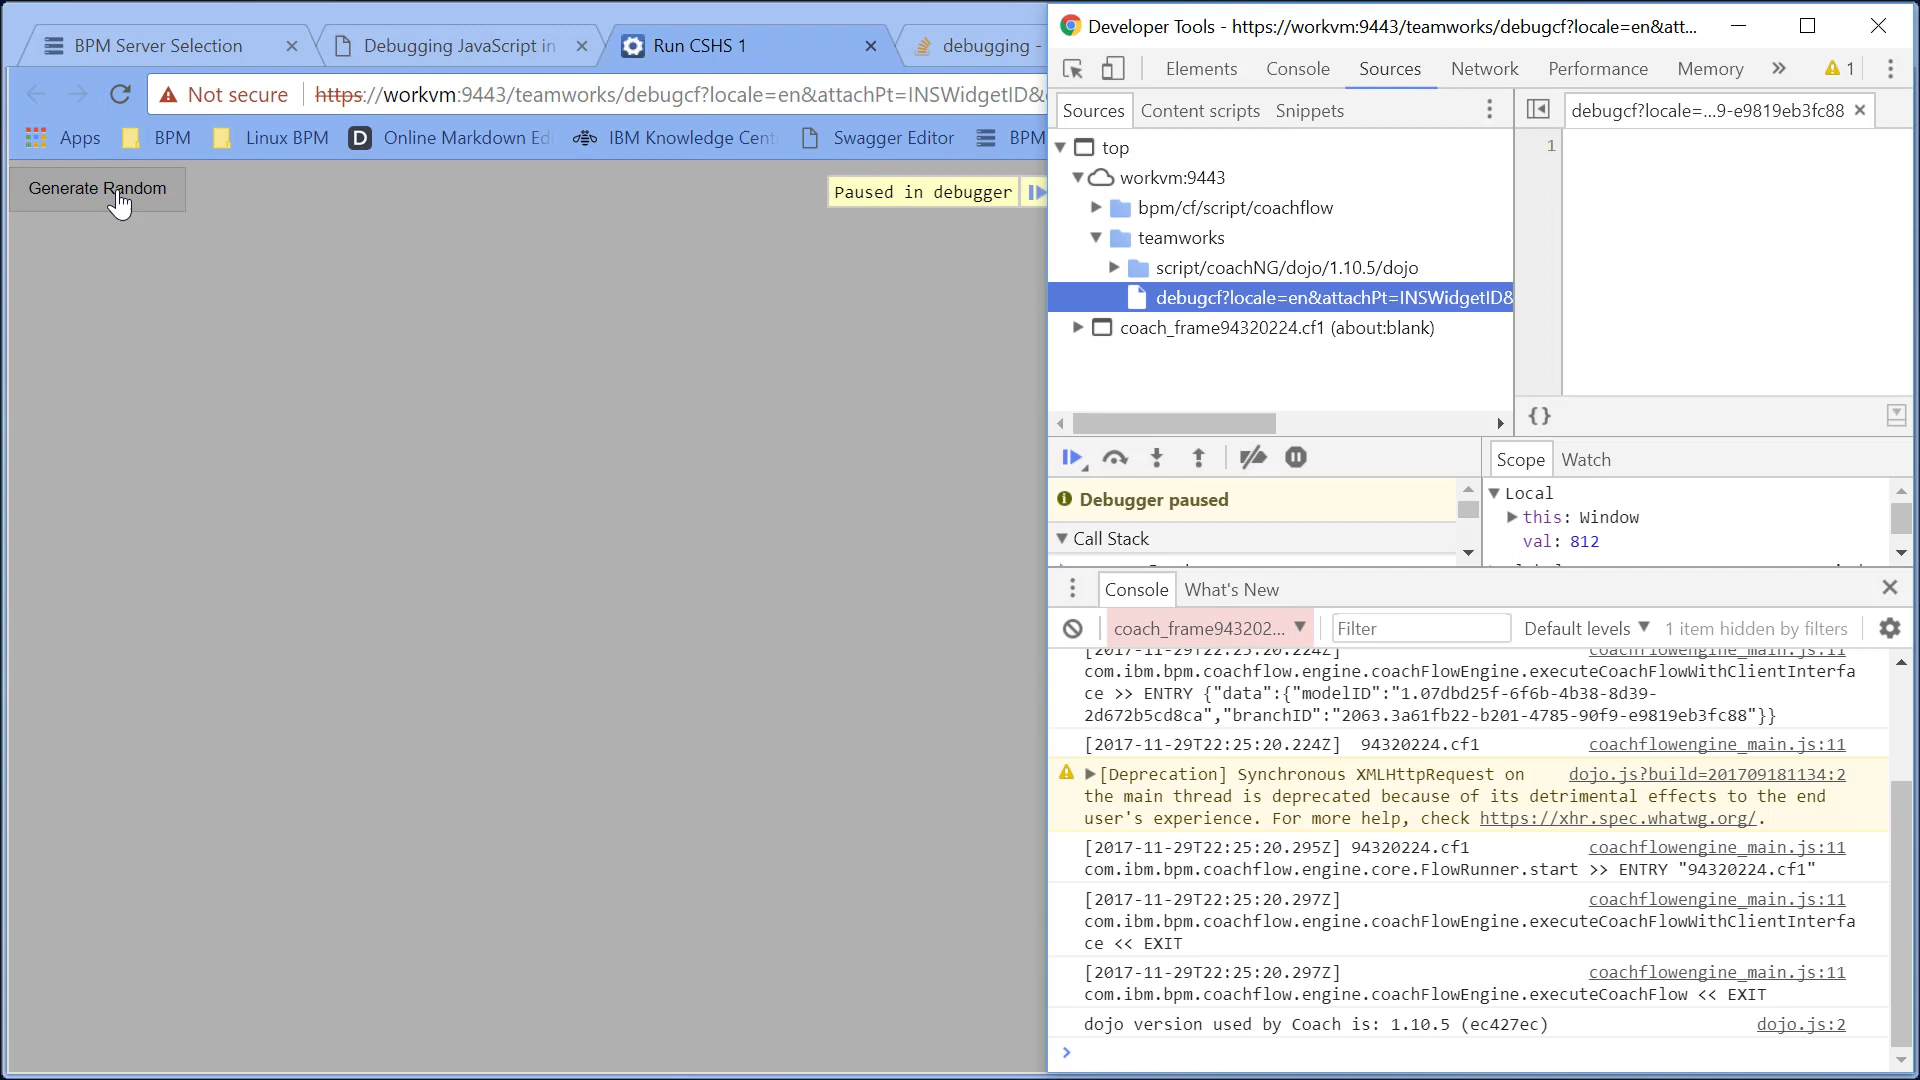 BPM Server Selection
Debugging JavaScript in
Run CSHS 1
debugging -
Developer Tools - https://workvm:9443/teamworks/debugcf?locale=en&att...
Not secure
https://workvm:9443/teamworks/debugcf?locale=en&attachPt=INSWidgetID&
Apps
BPM
Linux BPM
Online Markdown Ed
IBM Knowledge Cent
Swagger Editor
BPM
Generate Random
Paused in debugger
Elements
Console
Sources
Network
Performance
Memory
1
Sources
Content scripts
Snippets
debugcf?locale=...9-e9819eb3fc88
1
top
workvm:9443
bpm/cf/script/coachflow
teamworks
script/coachNG/dojo/1.10.5/dojo
debugcf?locale=en&attachPt=INSWidgetID&
coach_frame94320224.cf1 (about:blank)
{}
Scope
Watch
Debugger paused
Call Stack
Local
this: Window
val: 812
Console
What's New
coach_frame943202...
Filter
Default levels
1 item hidden by filters
[2017-11-29T22:25:20.224Z] coachflowengine_main.js:11
com.ibm.bpm.coachflow.engine.coachFlowEngine.executeCoachFlowWithClientInterfa
ce >> ENTRY {"data":{"modelID":"1.07dbd25f-6f6b-4b38-8d39-
2d672b5cd8ca","branchID":"2063.3a61fb22-b201-4785-90f9-e9819eb3fc88"}}
[2017-11-29T22:25:20.224Z] 94320224.cf1 coachflowengine_main.js:11
[Deprecation] Synchronous XMLHttpRequest on dojo.js?build=201709181134:2
the main thread is deprecated because of its detrimental effects to the end
user's experience. For more help, check https://xhr.spec.whatwg.org/.
[2017-11-29T22:25:20.295Z] 94320224.cf1 coachflowengine_main.js:11
com.ibm.bpm.coachflow.engine.core.FlowRunner.start >> ENTRY "94320224.cf1"
[2017-11-29T22:25:20.297Z] coachflowengine_main.js:11
com.ibm.bpm.coachflow.engine.coachFlowEngine.executeCoachFlowWithClientInterfa
ce << EXIT
[2017-11-29T22:25:20.297Z] coachflowengine_main.js:11
com.ibm.bpm.coachflow.engine.coachFlowEngine.executeCoachFlow << EXIT
dojo version used by Coach is: 1.10.5 (ec427ec) dojo.js:2